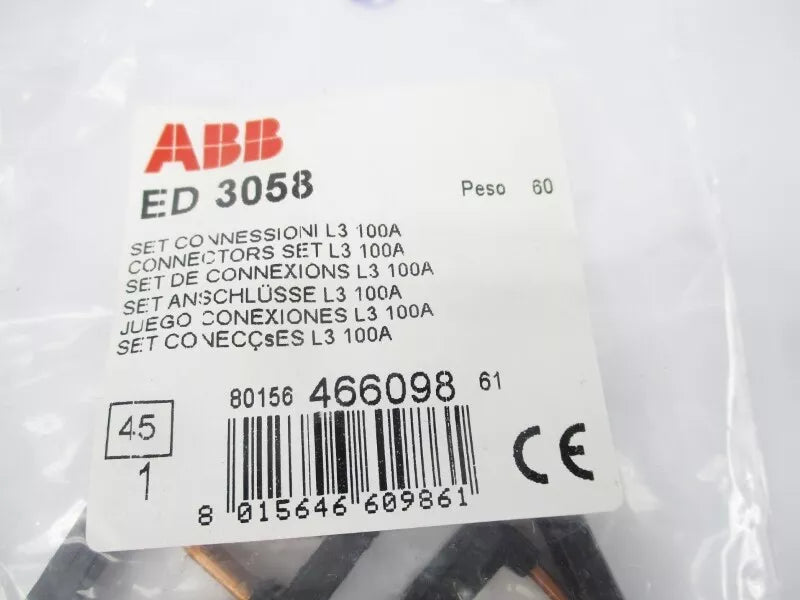 ABB
ED 3058
Peso 60
SET CONNESSIONI L3 100A
CONNECTORS SET L3 100A
SET DE CONNEXIONS L3 100A
SET ANSCHLÜSSE L3 100A
JUEGO CONEXIONES L3 100A
SET CONECÇsES L3 100A
80156 466098 61
45
1
8 015646 609861
CE